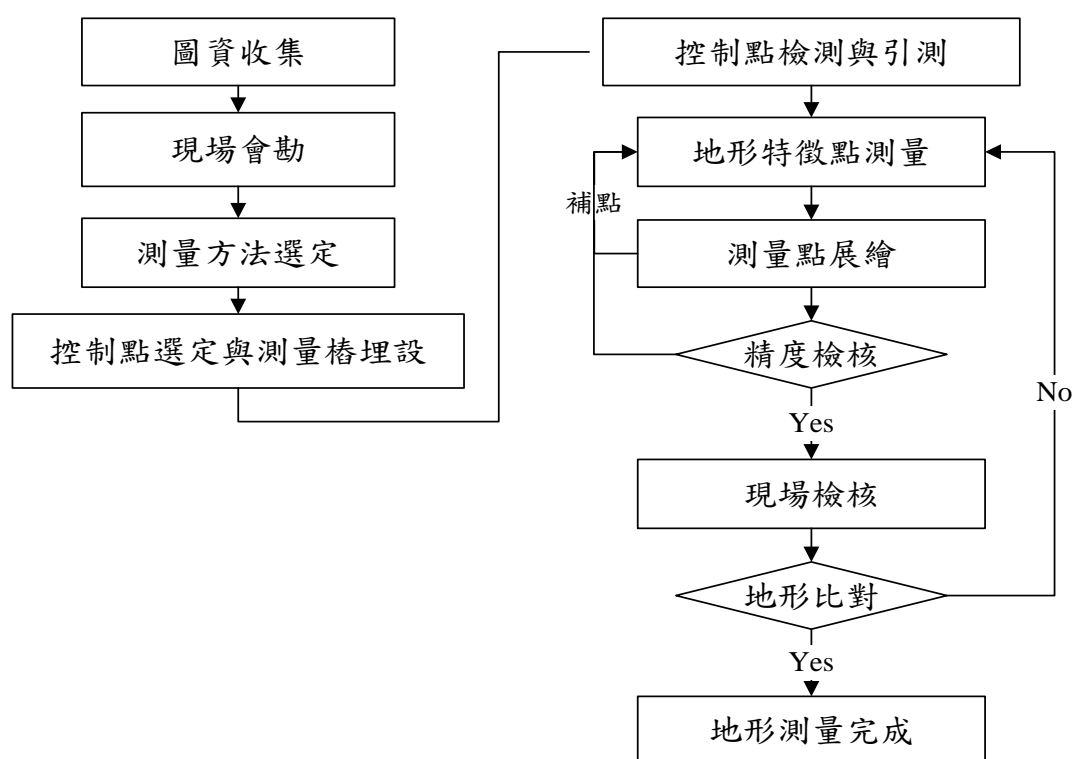 圖資收集
現場會勘
測量方法選定
控制點選定與測量樁埋設
控制點檢測與引測
地形特徵點測量
補點
測量點展繪
精度檢核
Yes
現場檢核
No
地形比對
Yes
地形測量完成